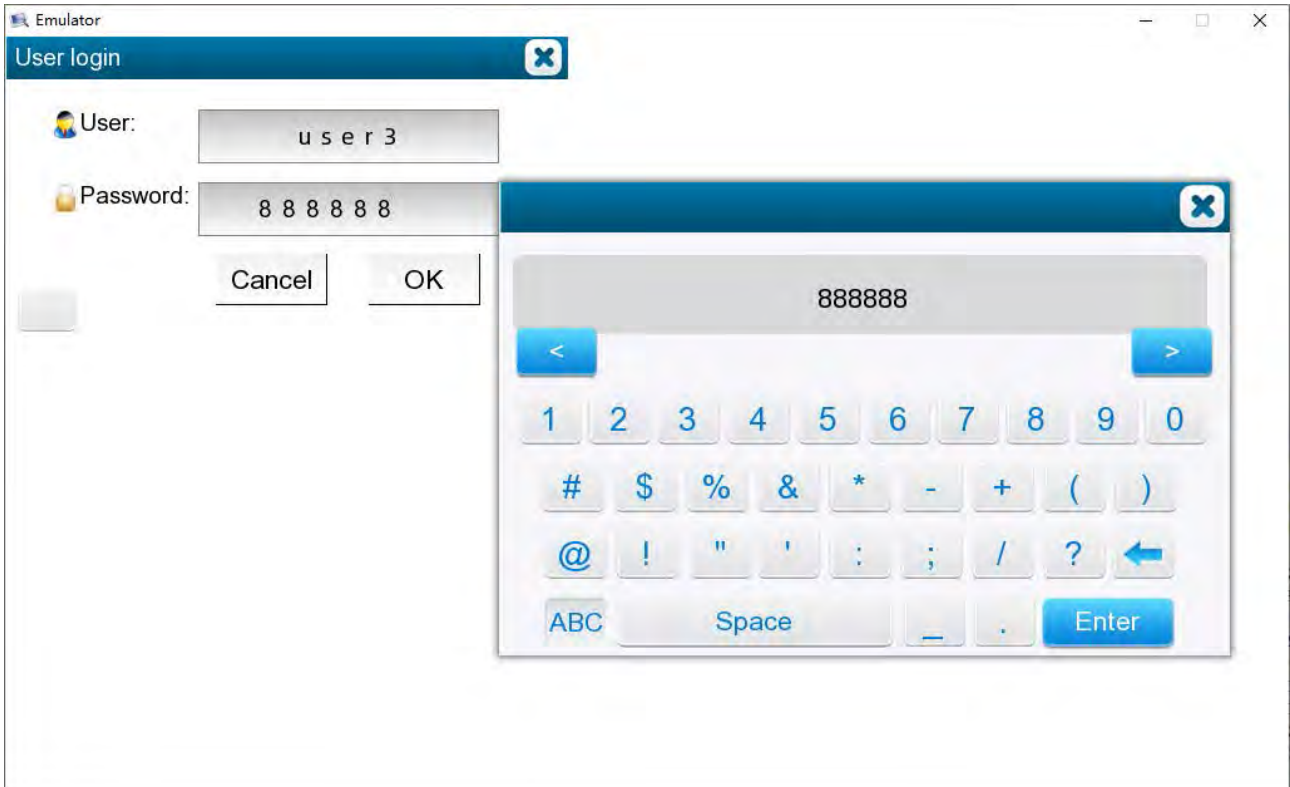 Emulator
User login
User:
user3
Password:
888888
Cancel
OK
888888
< >
1 2 3 4 5 6 7 8 9 0
# $ % & * - + ( )
@ ! " ' : ; / ?
ABC Space _ . Enter